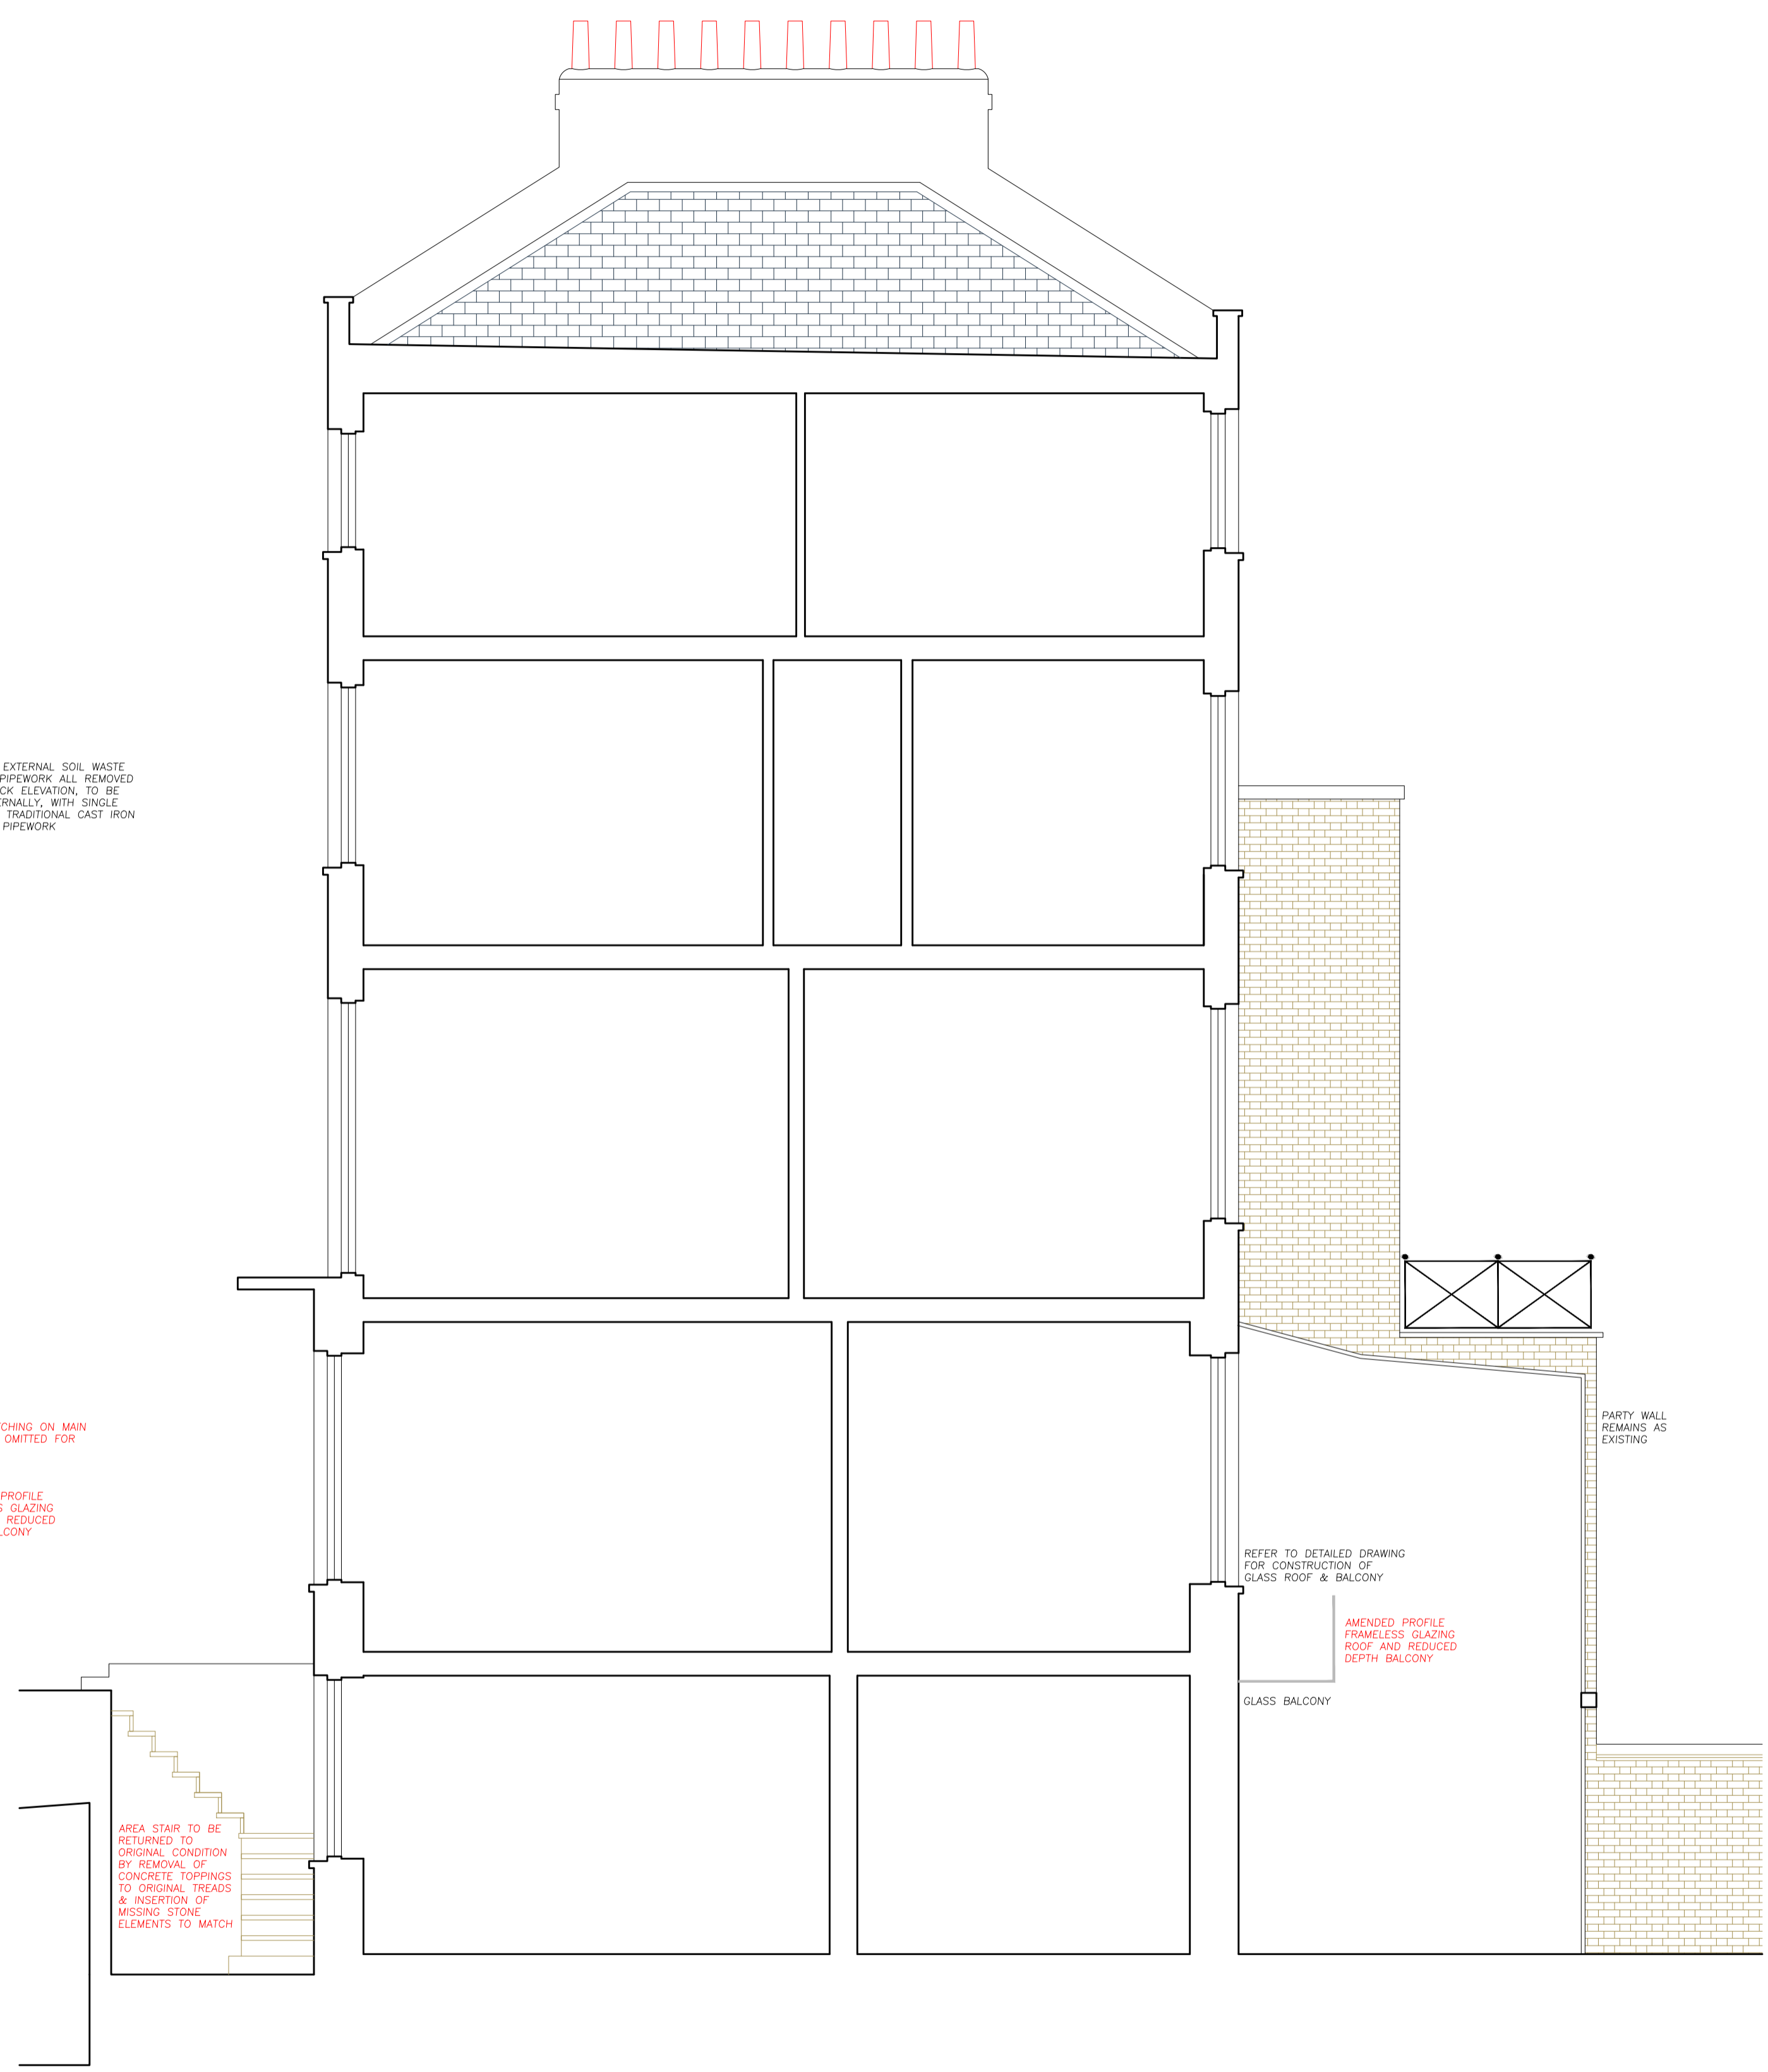 EXTERNAL SOIL WASTE
PIPEWORK ALL REMOVED
CK ELEVATION, TO BE
ERNALLY, WITH SINGLE
TRADITIONAL CAST IRON
PIPEWORK
TCHING ON MAIN
OMITTED FOR
PROFILE
S GLAZING
REDUCED
LCONY
PARTY WALL
REMAINS AS
EXISTING
REFER TO DETAILED DRAWING
FOR CONSTRUCTION OF
GLASS ROOF & BALCONY
AMENDED PROFILE
FRAMELESS GLAZING
ROOF AND REDUCED
DEPTH BALCONY
GLASS BALCONY
AREA STAIR TO BE
RETURNED TO
ORIGINAL CONDITION
BY REMOVAL OF
CONCRETE TOPPINGS
TO ORIGINAL TREADS
& INSERTION OF
MISSING STONE
ELEMENTS TO MATCH